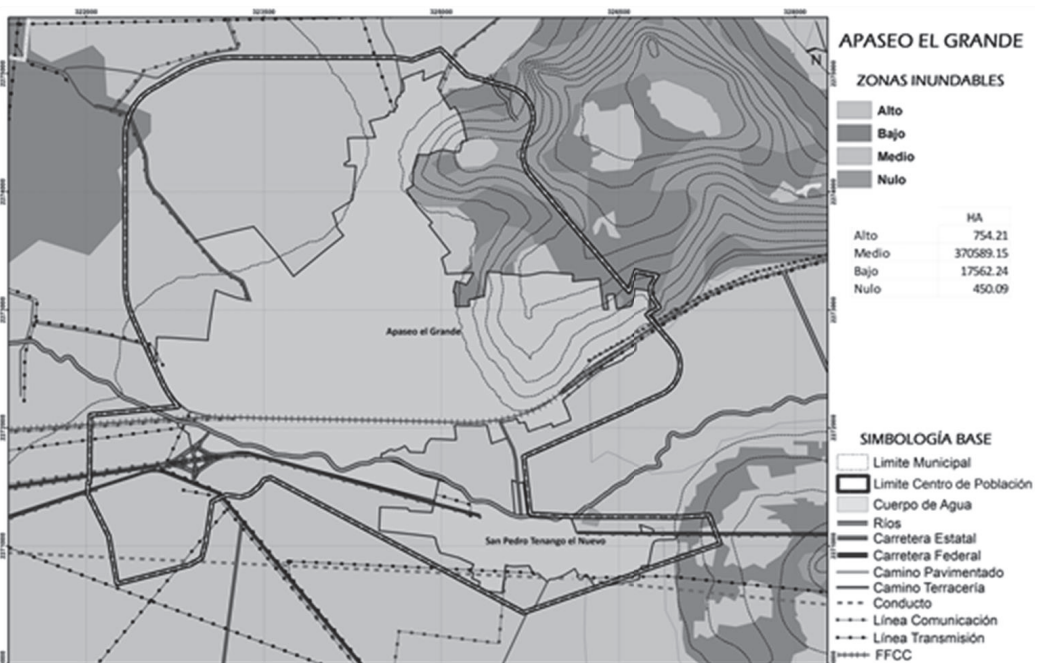 APASEO EL GRANDE
N
ZONAS INUNDABLES
Alto
Bajo
Medio
Nulo
HA
Alto 754.21
Medio 370589.15
Bajo 17562.24
Nulo 450.09
Apaseo el Grande
San Pedro Tenango el Nuevo
SIMBOLOGÍA BASE
Limite Municipal
Limite Centro de Población
Cuerpo de Agua
Ríos
Carretera Estatal
Carretera Federal
Camino Pavimentado
Camino Terracería
Conducto
Línea Comunicación
Línea Transmisión
FFCC